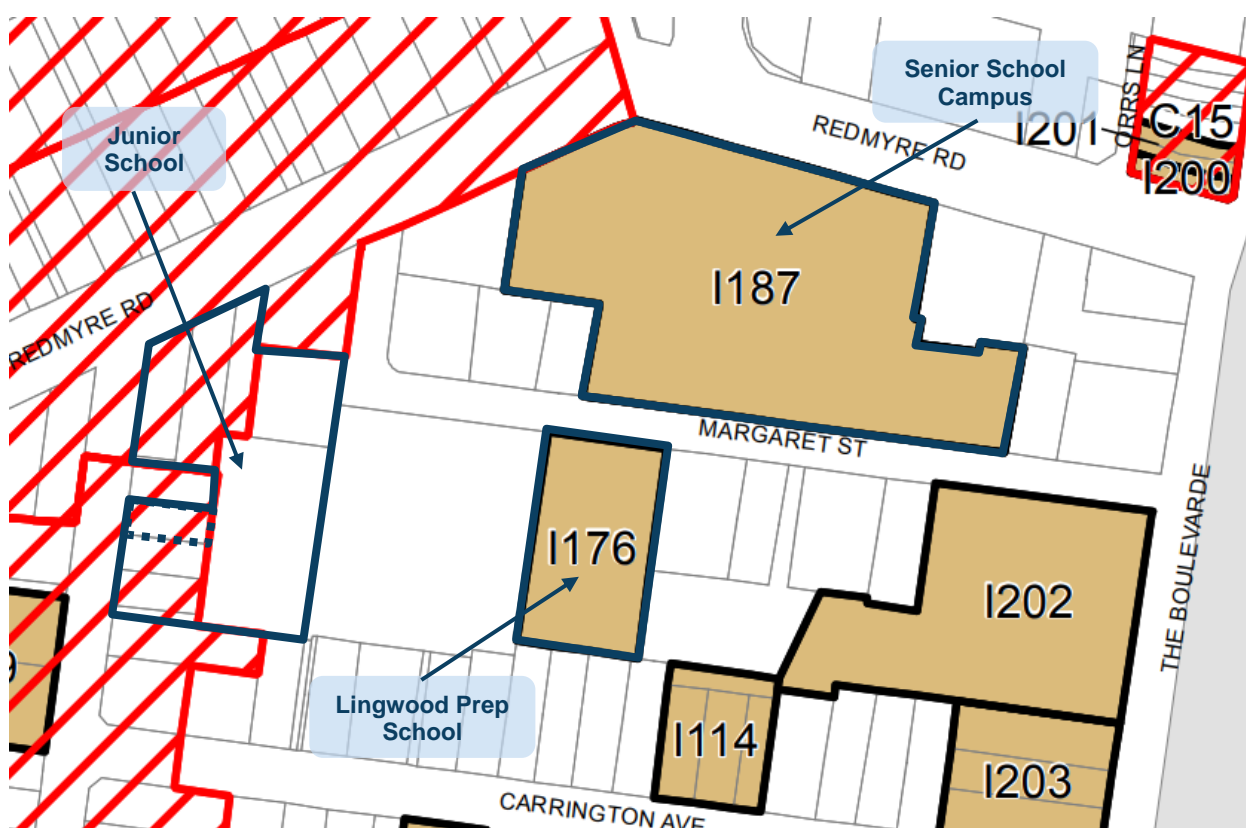 Senior School
Campus
Junior
School
REDMYRE RD
I201
ORRS LN
C15
I200
I187
REDMYRE RD
MARGARET ST
I176
I202
THE BOULEVARDE
9
Lingwood Prep
School
I114
I203
CARRINGTON AVE